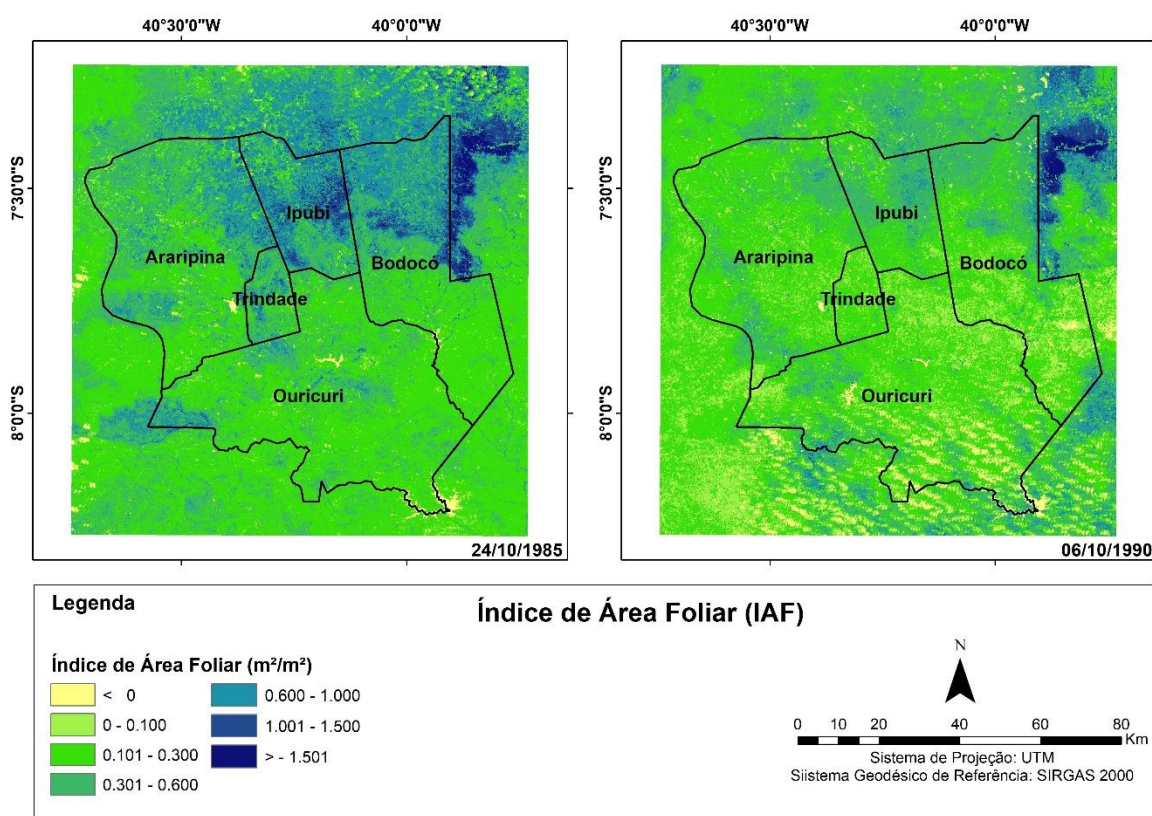 40°30'0"W 40°0'0"W 40°30'0"W 40°0'0"W
7°30'0"S
8°0'0"S
Ipubi
Araripina
Bodocó
Trindade
Ouricuri
24/10/1985
7°30'0"S
8°0'0"S
Ipubi
Araripina
Bodocó
Trindade
Ouricuri
06/10/1990
Legenda
Índice de Área Foliar (IAF)
Índice de Área Foliar (m²/m²)
< 0
0 - 0.100
0.101 - 0.300
0.301 - 0.600
0.600 - 1.000
1.001 - 1.500
> - 1.501
N
0 10 20 40 60 80
Km
Sistema de Projeção: UTM
Siistema Geodésico de Referência: SIRGAS 2000